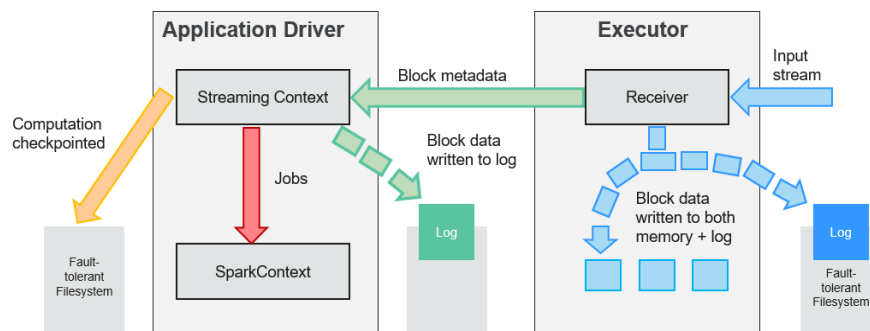 Application Driver
Executor
Input
stream
Block metadata
Streaming Context
Receiver
Computation
checkpointed
Block data
written to log
Jobs
Block data
written to both
memory + log
Log
Log
SparkContext
Fault-
tolerant
Filesystem
Fault-
tolerant
Filesystem